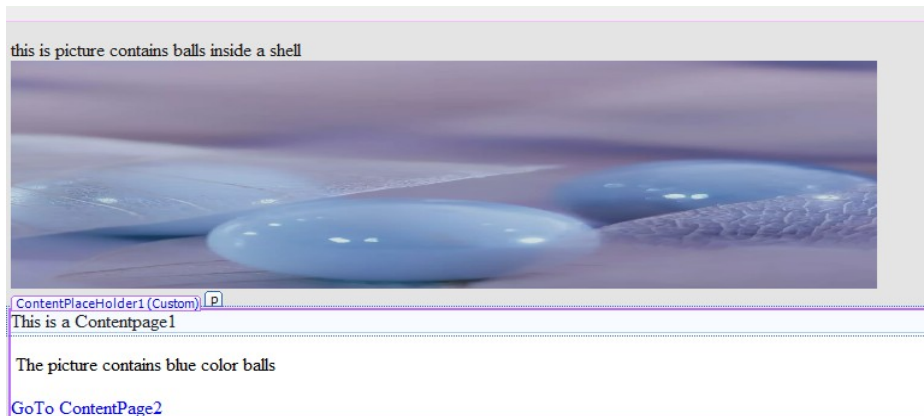 this is picture contains balls inside a shell
ContentPlaceHolder1 (Custom) p
This is a Contentpage1
The picture contains blue color balls
GoTo ContentPage2